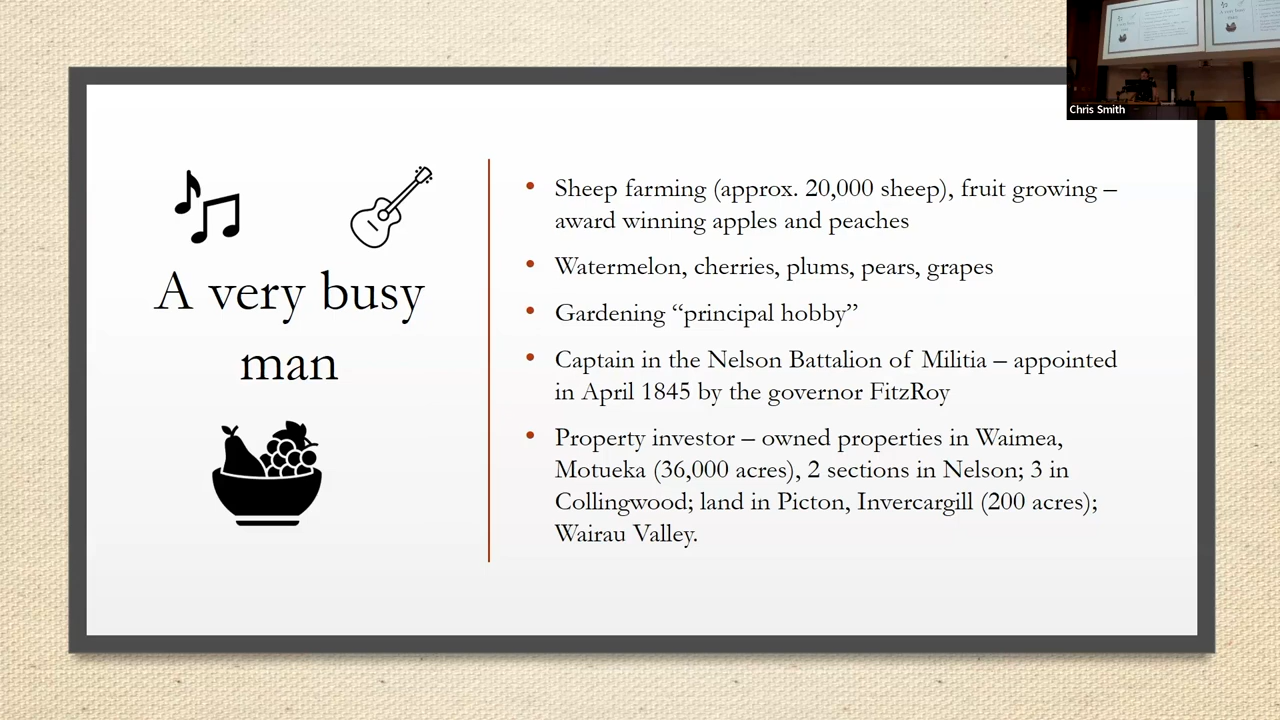 Chris Smith
A very busy
man
• Sheep farming (approx. 20,000 sheep), fruit growing –
award winning apples and peaches
• Watermelon, cherries, plums, pears, grapes
• Gardening “principal hobby”
• Captain in the Nelson Battalion of Militia – appointed
in April 1845 by the governor FitzRoy
• Property investor – owned properties in Waimea,
Motueka (36,000 acres), 2 sections in Nelson; 3 in
Collingwood; land in Picton, Invercargill (200 acres);
Wairau Valley.